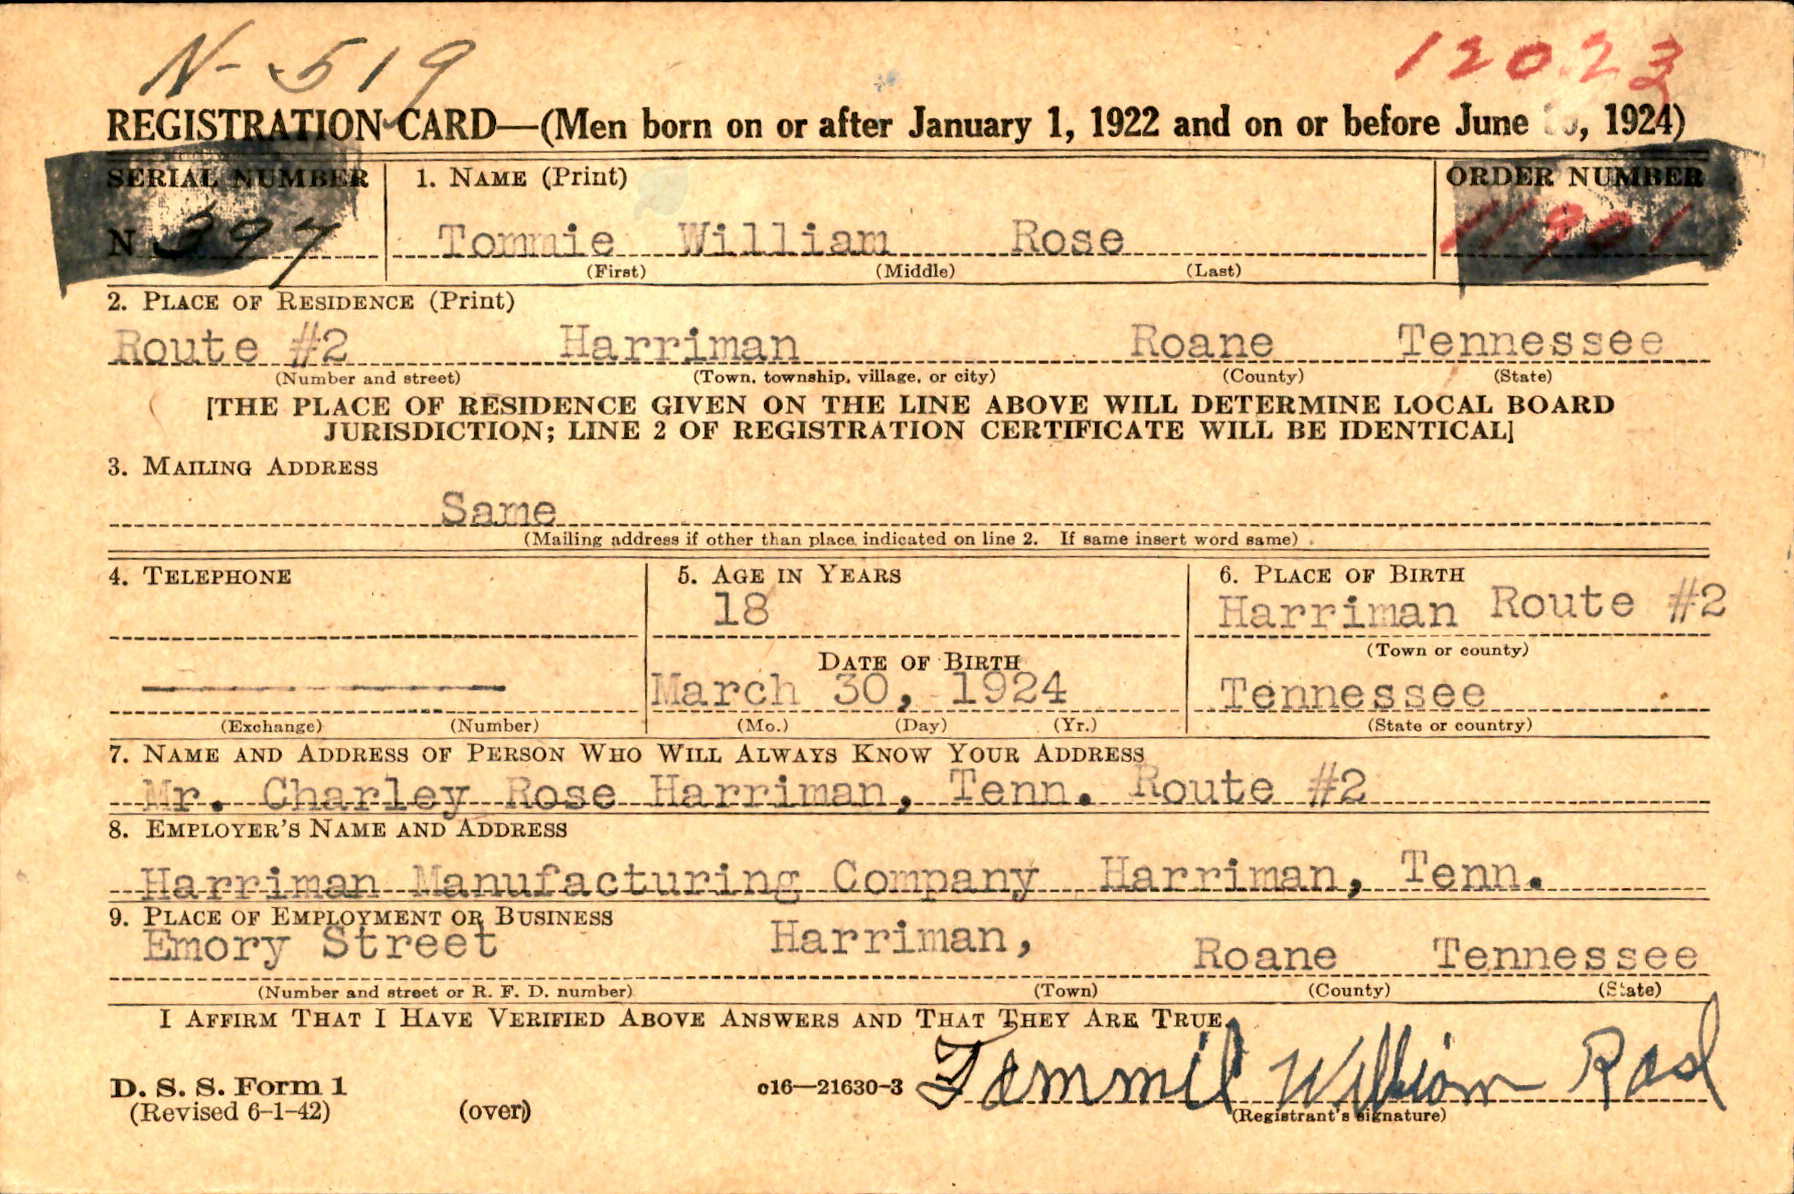 N-519 12023
REGISTRATION CARD—(Men born on or after January 1, 1922 and on or before June , 1924)
SERIAL NUMBER 1. NAME (Print) ORDER NUMBER
N 397 Tommie William Rose 11901
(First) (Middle) (Last)
2. PLACE OF RESIDENCE (Print)
Route #2 Harriman Roane Tennessee
(Number and street) (Town, township, village, or city) (County) (State)
[THE PLACE OF RESIDENCE GIVEN ON THE LINE ABOVE WILL DETERMINE LOCAL BOARD
JURISDICTION; LINE 2 OF REGISTRATION CERTIFICATE WILL BE IDENTICAL]
3. MAILING ADDRESS
Same
(Mailing address if other than place indicated on line 2. If same insert word same)
4. TELEPHONE 5. AGE IN YEARS 6. PLACE OF BIRTH
18 Harriman Route #2
(Town or county)
DATE OF BIRTH
March 30, 1924 Tennessee
(Exchange) (Number) (Mo.) (Day) (Yr.) (State or country)
7. NAME AND ADDRESS OF PERSON WHO WILL ALWAYS KNOW YOUR ADDRESS
Mr. Charley Rose Harriman, Tenn. Route #2
8. EMPLOYER'S NAME AND ADDRESS
Harriman Manufacturing Company Harriman, Tenn.
9. PLACE OF EMPLOYMENT OR BUSINESS
Emory Street Harriman, Roane Tennessee
(Number and street or R. F. D. number) (Town) (County) (State)
I AFFIRM THAT I HAVE VERIFIED ABOVE ANSWERS AND THAT THEY ARE TRUE.
D. S. S. Form 1 c16—21630-3 Tommie William Rose
(Revised 6-1-42) (over) (Registrant's signature)